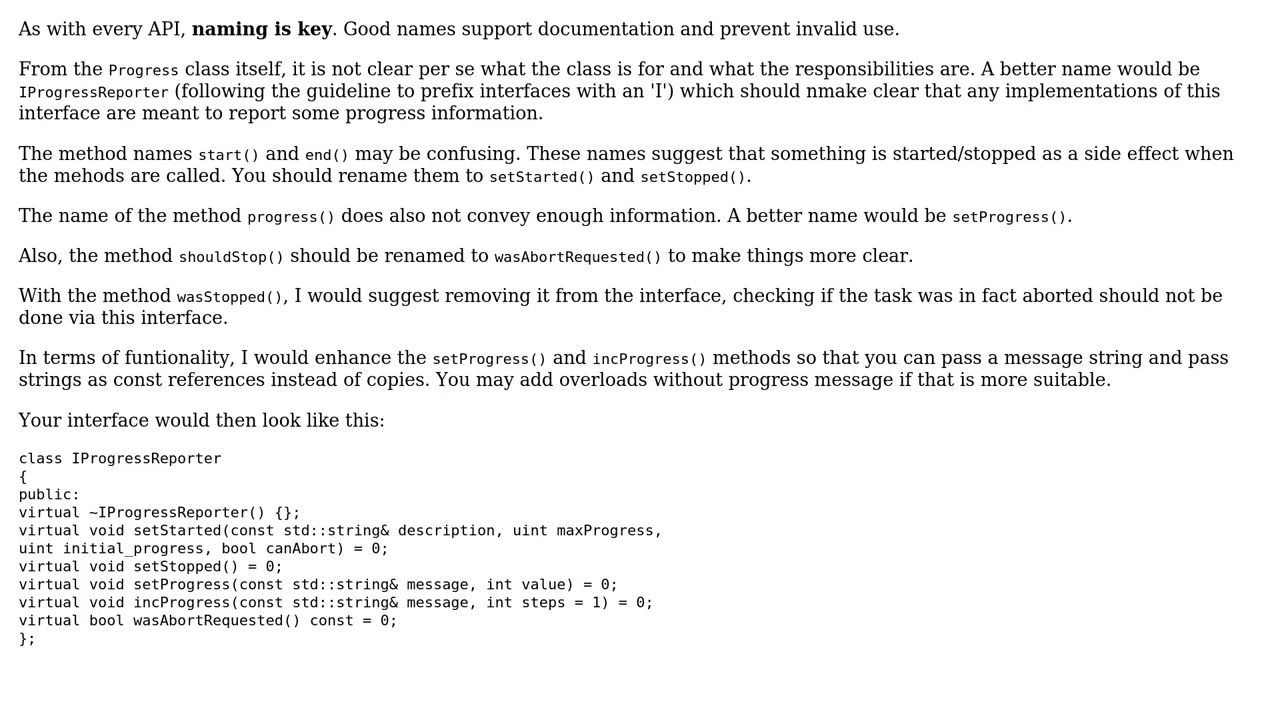 As with every API, naming is key. Good names support documentation and prevent invalid use.
From the Progress class itself, it is not clear per se what the class is for and what the responsibilities are. A better name would be
IProgressReporter (following the guideline to prefix interfaces with an 'I') which should nmake clear that any implementations of this
interface are meant to report some progress information.
The method names start() and end() may be confusing. These names suggest that something is started/stopped as a side effect when
the mehods are called. You should rename them to setStarted() and setStopped().
The name of the method progress() does also not convey enough information. A better name would be setProgress().
Also, the method shouldStop() should be renamed to wasAbortRequested() to make things more clear.
With the method wasStopped(), I would suggest removing it from the interface, checking if the task was in fact aborted should not be
done via this interface.
In terms of funtionality, I would enhance the setProgress() and incProgress() methods so that you can pass a message string and pass
strings as const references instead of copies. You may add overloads without progress message if that is more suitable.
Your interface would then look like this:
class IProgressReporter
{
public:
virtual ~IProgressReporter() {};
virtual void setStarted(const std::string& description, uint maxProgress,
uint initial_progress, bool canAbort) = 0;
virtual void setStopped() = 0;
virtual void setProgress(const std::string& message, int value) = 0;
virtual void incProgress(const std::string& message, int steps = 1) = 0;
virtual bool wasAbortRequested() const = 0;
};